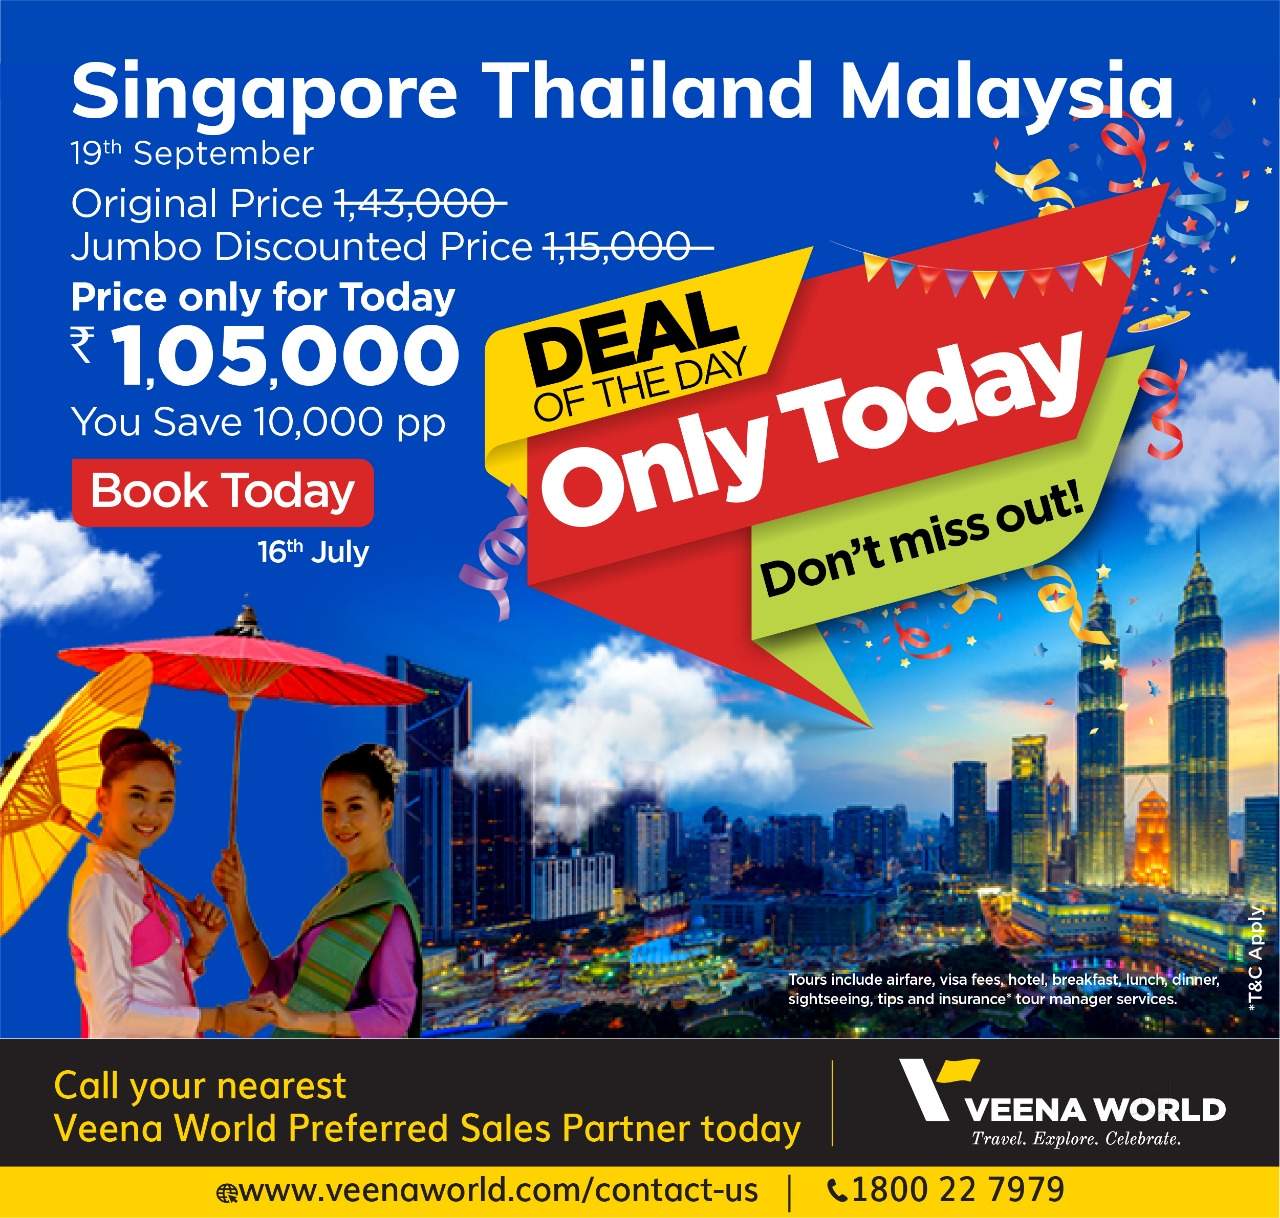 Singapore Thailand Malaysia
19th September
Original Price 1,43,000
Jumbo Discounted Price 1,15,000
Price only for Today
₹ 1,05,000
You Save 10,000 pp
Book Today
16th July
DEAL
OF THE DAY
Only Today
Don't miss out!
Tours include airfare, visa fees, hotel, breakfast, lunch, dinner,
sightseeing, tips and insurance* tour manager services.
*T&C Apply
Call your nearest
Veena World Preferred Sales Partner today
VEENA WORLD
Travel. Explore. Celebrate.
www.veenaworld.com/contact-us | 1800 22 7979